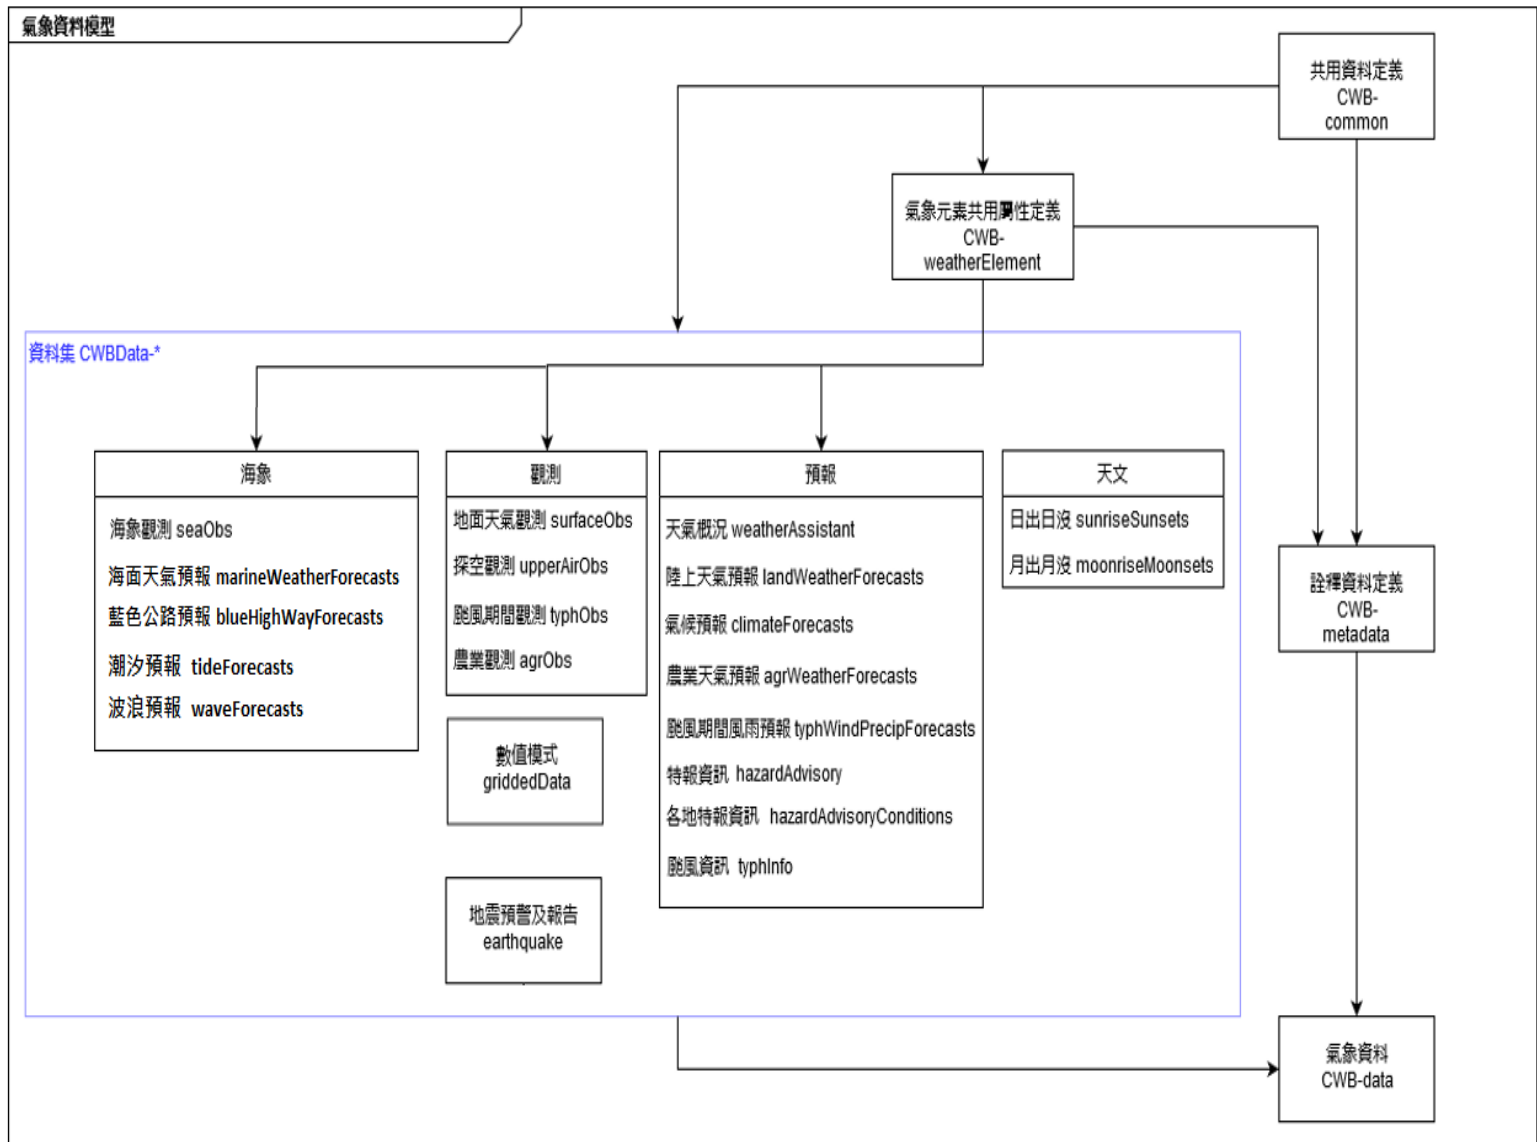 氣象資料模型
共用資料定義
CWB-
common
氣象元素共用屬性定義
CWB-
weatherElement
資料集 CWBData-*
海象
海象觀測 seaObs
海面天氣預報 marineWeatherForecasts
藍色公路預報 blueHighWayForecasts
潮汐預報 tideForecasts
波浪預報 waveForecasts
觀測
地面天氣觀測 surfaceObs
探空觀測 upperAirObs
颱風期間觀測 typhObs
農業觀測 agrObs
數值模式
griddedData
地震預警及報告
earthquake
預報
天氣概況 weatherAssistant
陸上天氣預報 landWeatherForecasts
氣候預報 climateForecasts
農業天氣預報 agrWeatherForecasts
颱風期間風雨預報 typhWindPrecipForecasts
特報資訊 hazardAdvisory
各地特報資訊 hazardAdvisoryConditions
颱風資訊 typhInfo
天文
日出日沒 sunriseSunsets
月出月沒 moonriseMoonsets
詮釋資料定義
CWB-
metadata
氣象資料
CWB-data